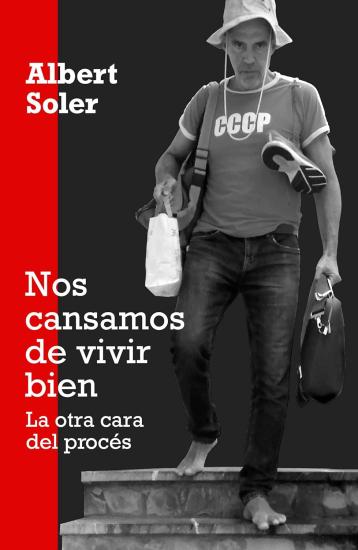 Albert
Soler
CCCP
Nos
cansamos
de vivir
bien
La otra cara
del procés